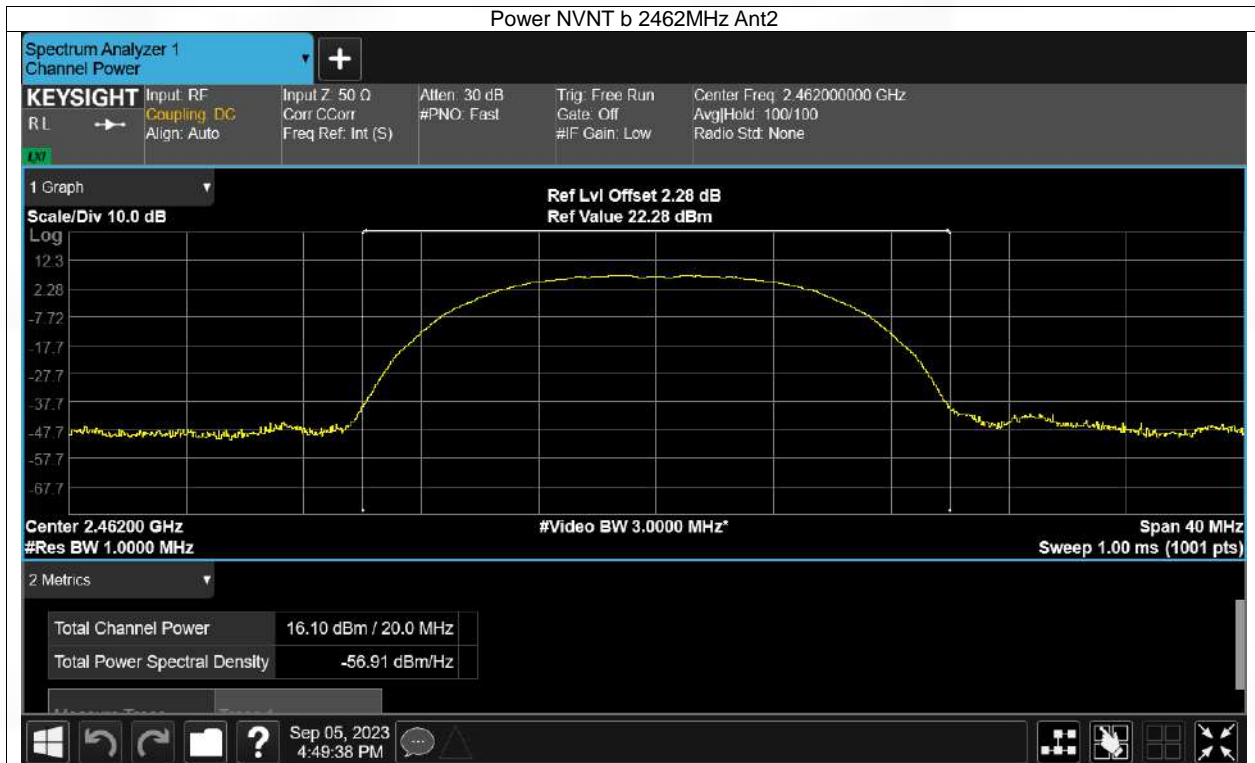 Power NVNT b 2462MHz Ant2
Spectrum Analyzer 1
Channel Power
KEYSIGHT
RL
LXI
Input: RF
Coupling: DC
Align: Auto
Input Z: 50 Ω
Corr CCorr
Freq Ref: Int (S)
Atten: 30 dB
#PNO: Fast
Trig: Free Run
Gate: Off
#IF Gain: Low
Center Freq: 2.462000000 GHz
Avg|Hold: 100/100
Radio Std: None
1 Graph
Scale/Div 10.0 dB
Ref Lvl Offset 2.28 dB
Ref Value 22.28 dBm
Log
12.3
2.28
-7.72
-17.7
-27.7
-37.7
-47.7
-57.7
-67.7
Center 2.46200 GHz
#Res BW 1.0000 MHz
#Video BW 3.0000 MHz*
Span 40 MHz
Sweep 1.00 ms (1001 pts)
2 Metrics
Total Channel Power 16.10 dBm / 20.0 MHz
Total Power Spectral Density -56.91 dBm/Hz
?
Sep 05, 2023
4:49:38 PM